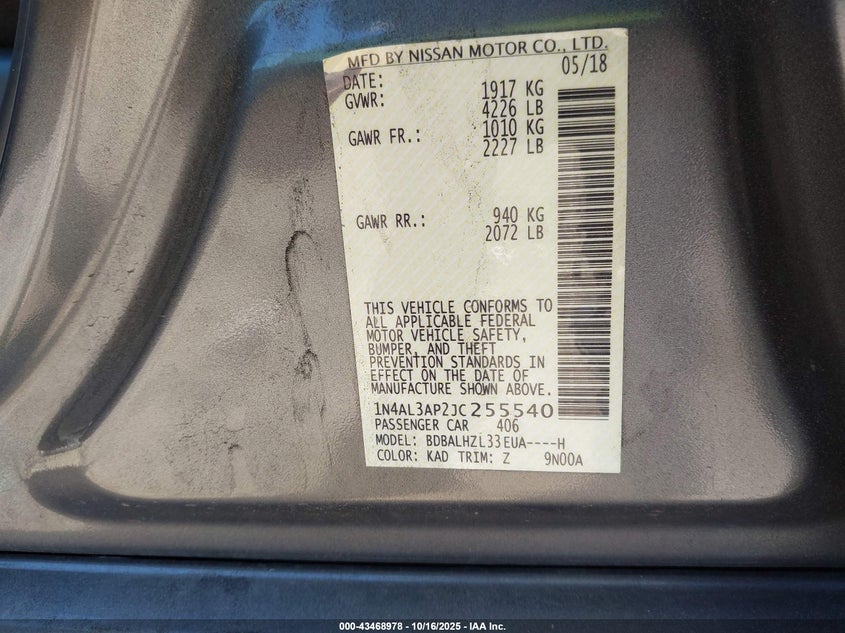 MFD BY NISSAN MOTOR CO., LTD.
DATE: 05/18
GVWR: 1917 KG
4226 LB
GAWR FR.: 1010 KG
2227 LB
GAWR RR.: 940 KG
2072 LB
THIS VEHICLE CONFORMS TO
ALL APPLICABLE FEDERAL
MOTOR VEHICLE SAFETY,
BUMPER, AND THEFT
PREVENTION STANDARDS IN
EFFECT ON THE DATE OF
MANUFACTURE SHOWN ABOVE.
1N4AL3AP2JC255540
PASSENGER CAR 406
MODEL: BDBALHZL33EUA----H
COLOR: KAD TRIM: Z 9N00A
000-43468978 - 10/16/2025 - IAA Inc.